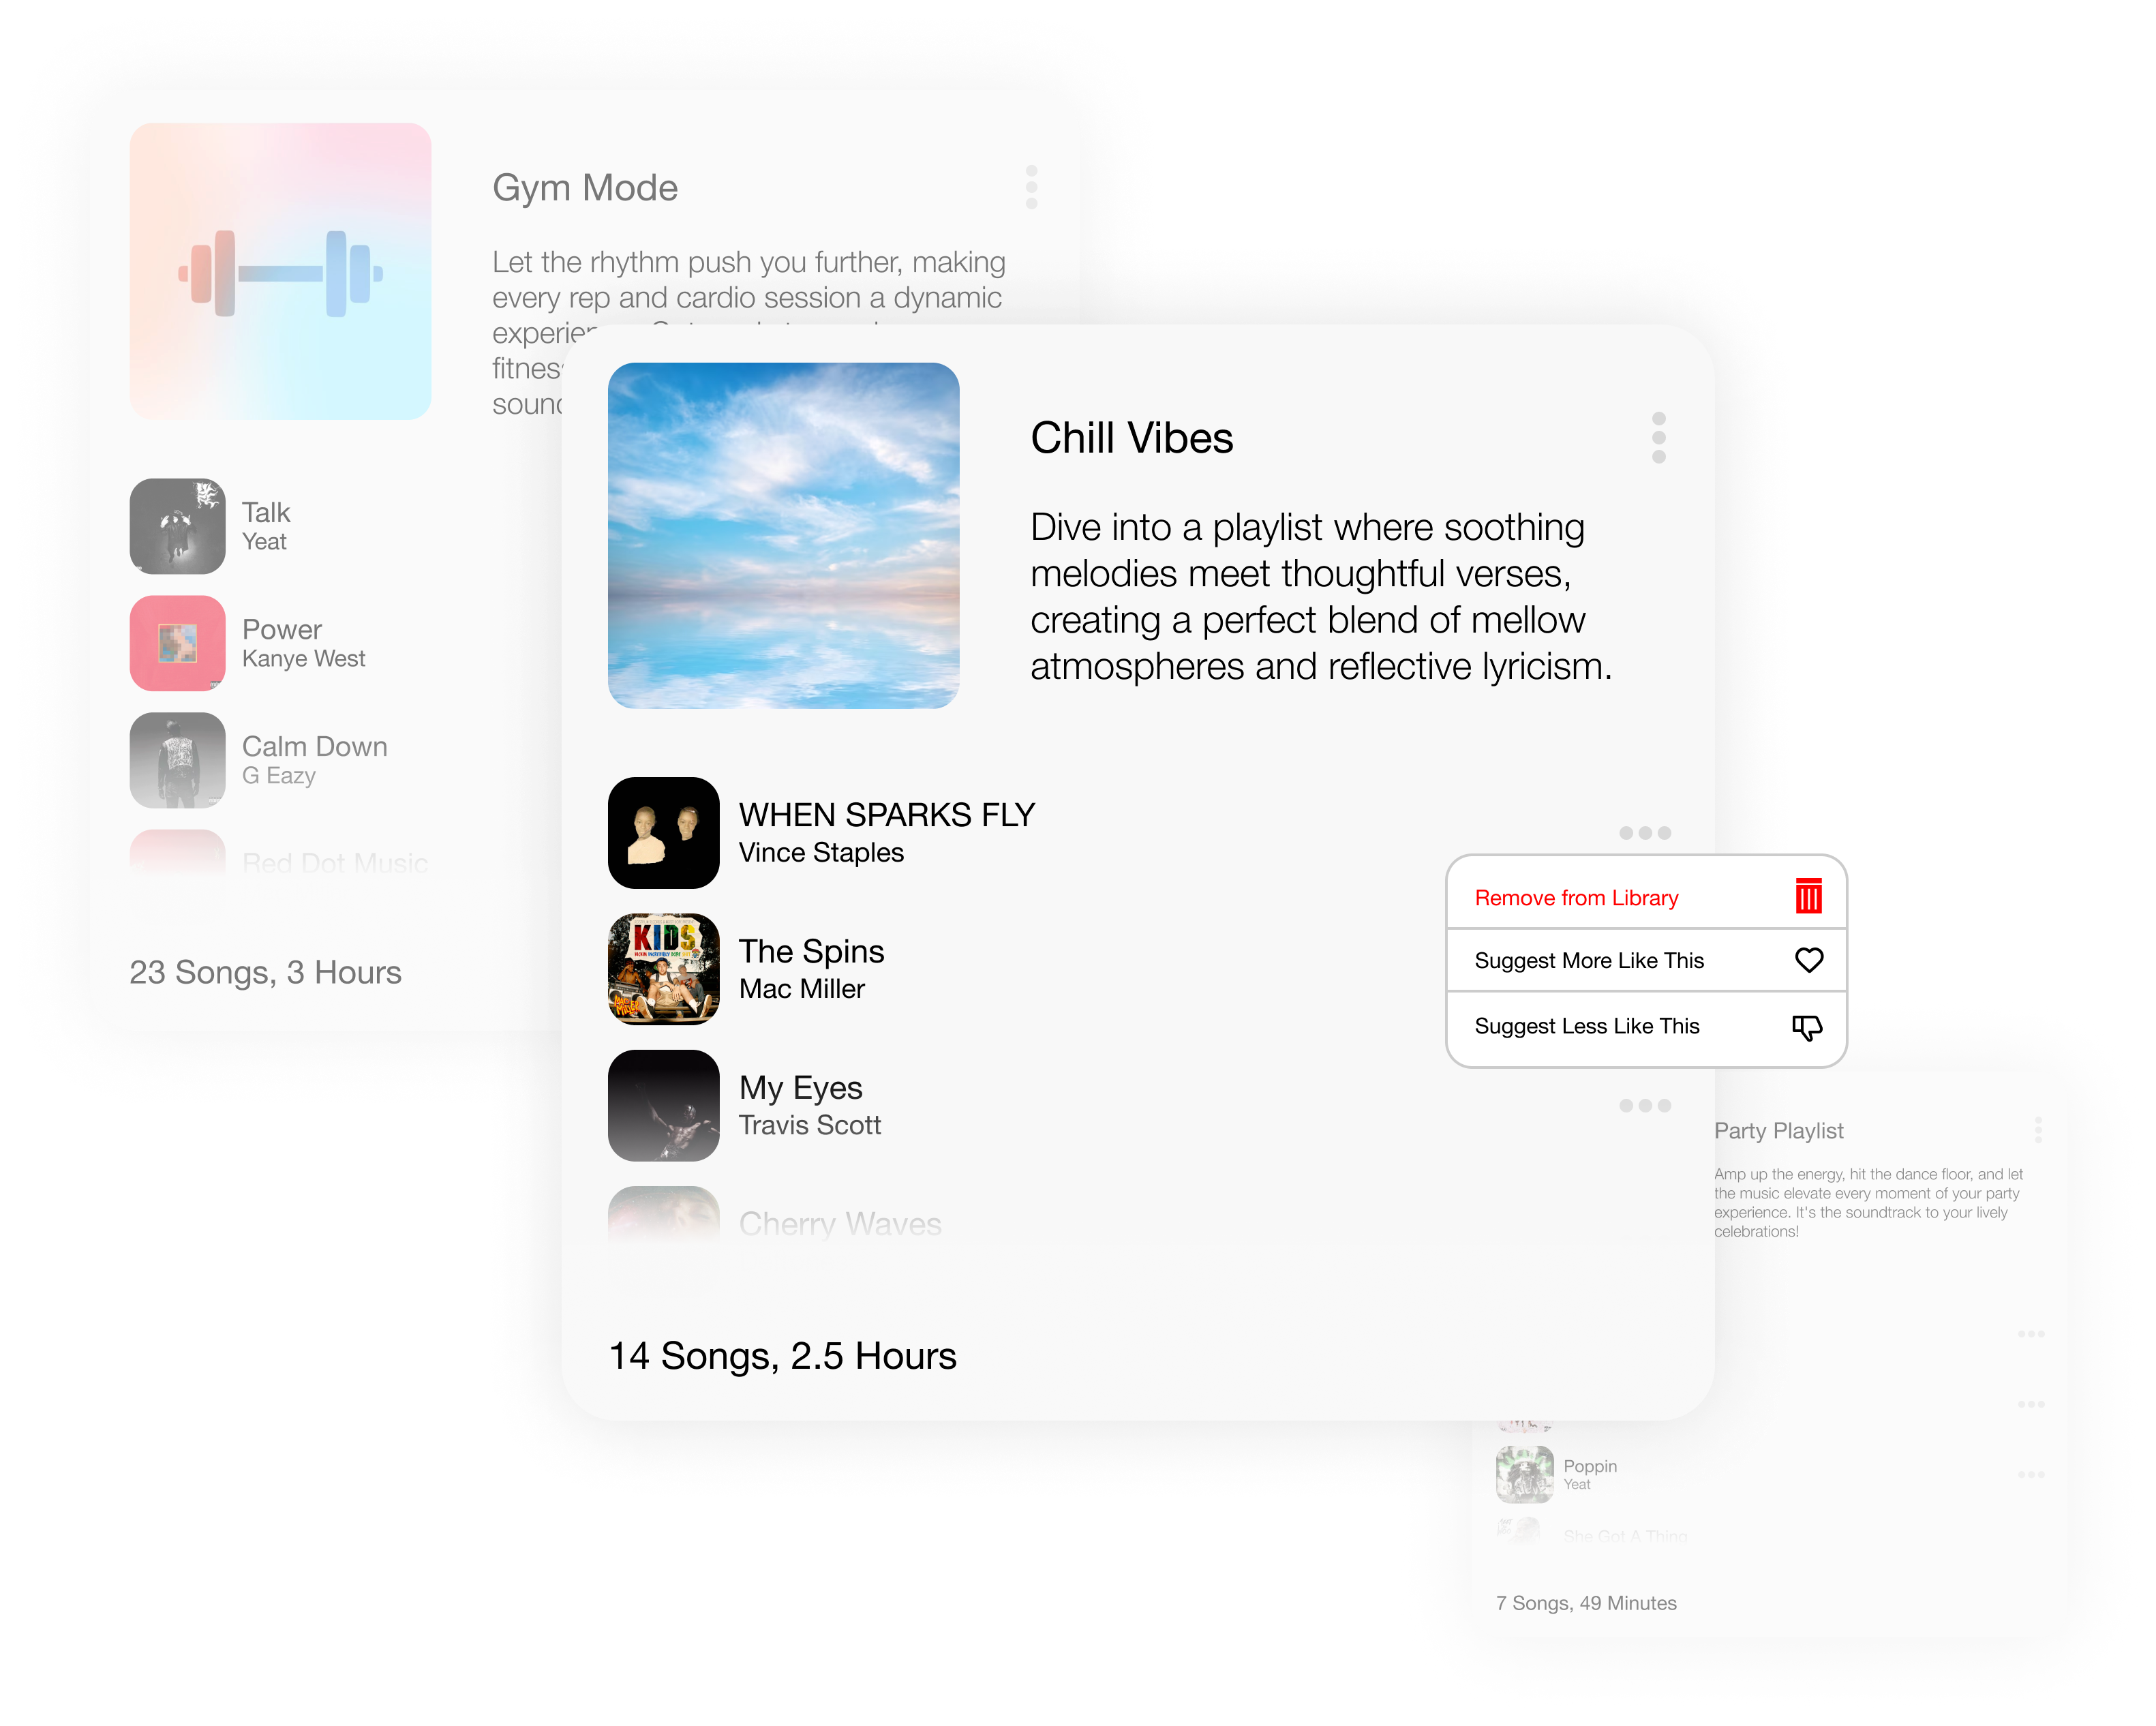 Gym Mode
Let the rhythm push you further, making
every rep and cardio session a dynamic
Talk
Yeat
Power
Kanye West
Calm Down
G Eazy
Red Dot Music
23 Songs, 3 Hours
Chill Vibes
Dive into a playlist where soothing
melodies meet thoughtful verses,
creating a perfect blend of mellow
atmospheres and reflective lyricism.
WHEN SPARKS FLY
Vince Staples
KIDS
The Spins
Mac Miller
My Eyes
Travis Scott
Cherry Waves
14 Songs, 2.5 Hours
Remove from Library
Suggest More Like This
Suggest Less Like This
Party Playlist
Amp up the energy, hit the dance floor, and let
the music elevate every moment of your party
experience. It's the soundtrack to your lively
celebrations!
Poppin
Yeat
She Got A Thing
7 Songs, 49 Minutes